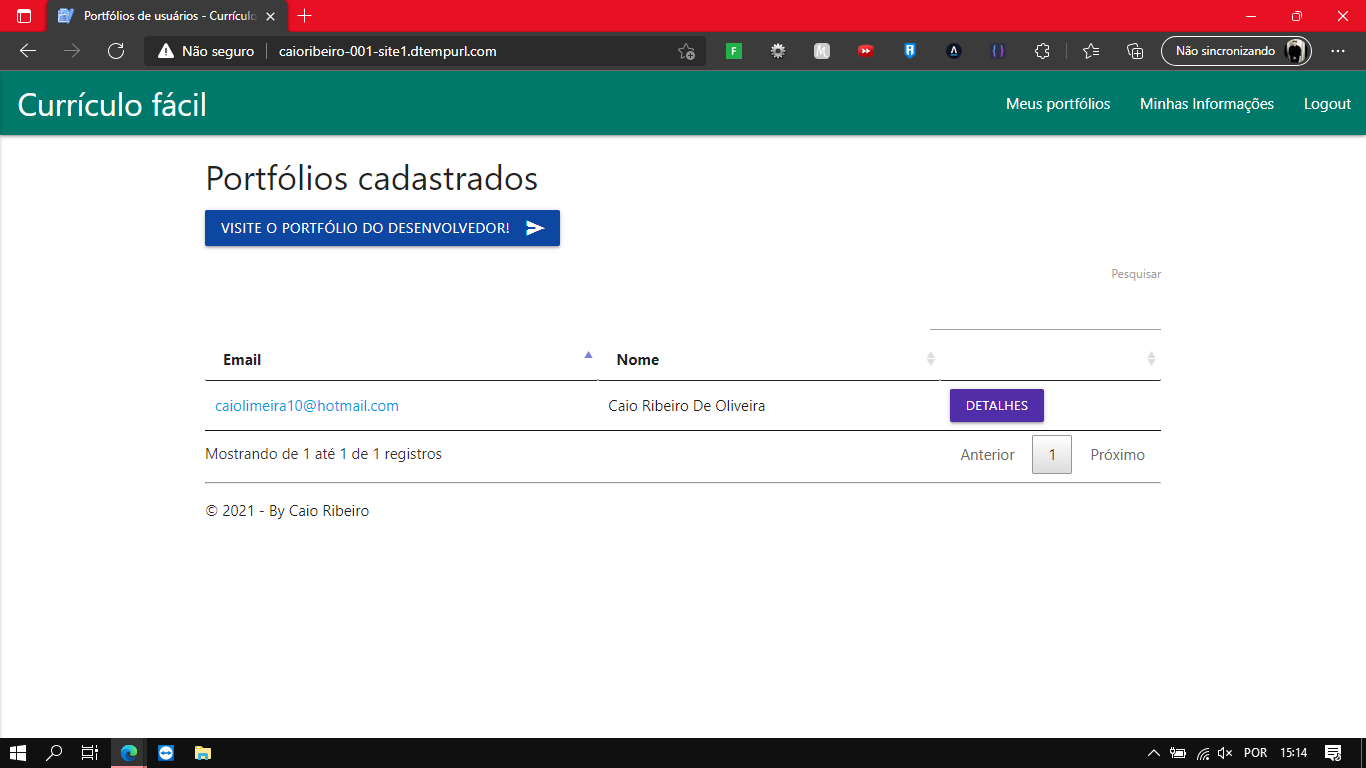 Portfólios de usuários - Currículo
Não seguro
caioribeiro-001-site1.dtempurl.com
F
M
Não sincronizando
Currículo fácil
Meus portfólios
Minhas Informações
Logout
Portfólios cadastrados
VISITE O PORTFÓLIO DO DESENVOLVEDOR!
Pesquisar
Email
Nome
caiolimeira10@hotmail.com
Caio Ribeiro De Oliveira
DETALHES
Mostrando de 1 até 1 de 1 registros
Anterior
1
Próximo
© 2021 - By Caio Ribeiro
POR
15:14